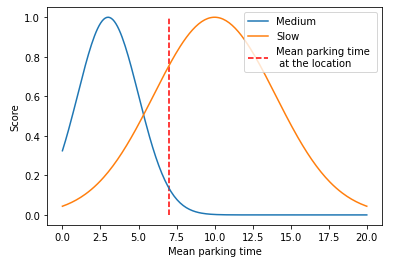 1.0
0.8
0.6
0.4
0.2
0.0
Score
Medium
Slow
Mean parking time
at the location
0.0 2.5 5.0 7.5 10.0 12.5 15.0 17.5 20.0
Mean parking time